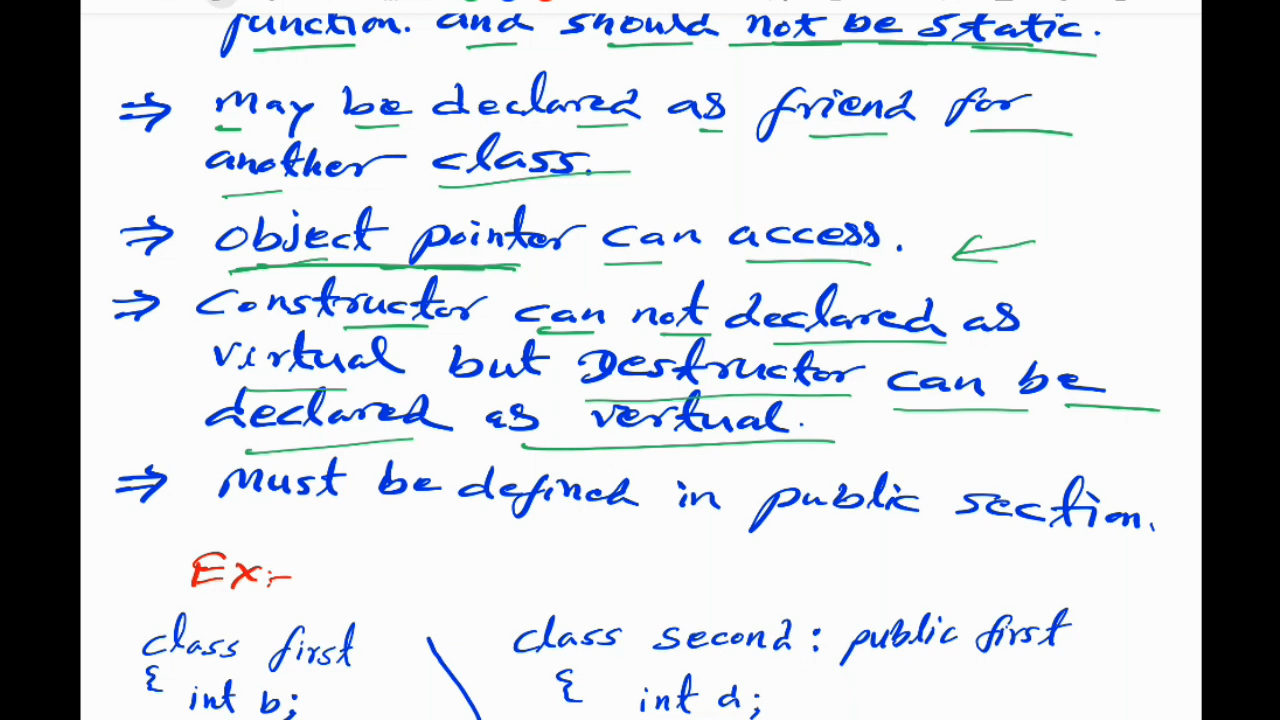 function. and should not be static.
⇒ May be declared as friend for
another class.
⇒ object pointer can access. ←
⇒ Constructor can not declared as
virtual but Destructor can be
declared as vertual.
⇒ Must be defined in public section.
Ex:-
class first
{ int b;
class second : public first
{ int d;